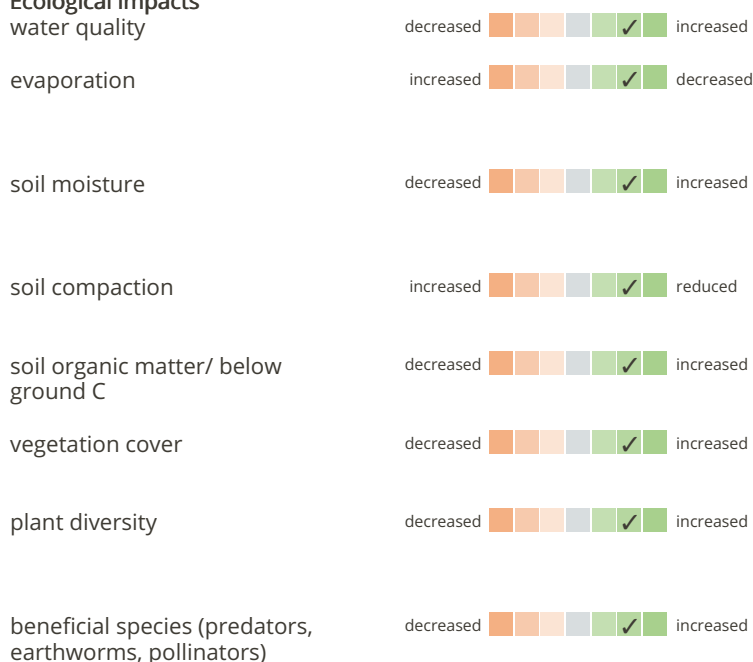 Ecological impacts
water quality decreased ✓ increased
evaporation increased ✓ decreased
soil moisture decreased ✓ increased
soil compaction increased ✓ reduced
soil organic matter/ below
ground C decreased ✓ increased
vegetation cover decreased ✓ increased
plant diversity decreased ✓ increased
beneficial species (predators,
earthworms, pollinators) decreased ✓ increased